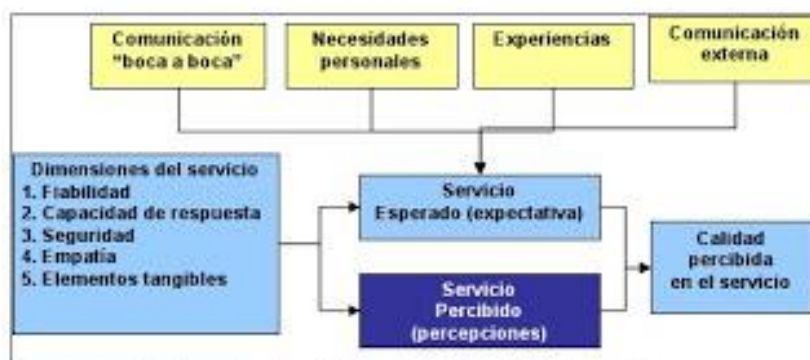 Comunicación
"boca a boca"
Necesidades
personales
Experiencias
Comunicación
externa
Dimensiones del servicio
1. Fiabilidad
2. Capacidad de respuesta
3. Seguridad
4. Empatía
5. Elementos tangibles
Servicio
Esperado (expectativa)
Servicio
Percibido
(percepciones)
Calidad
percibida
en el servicio